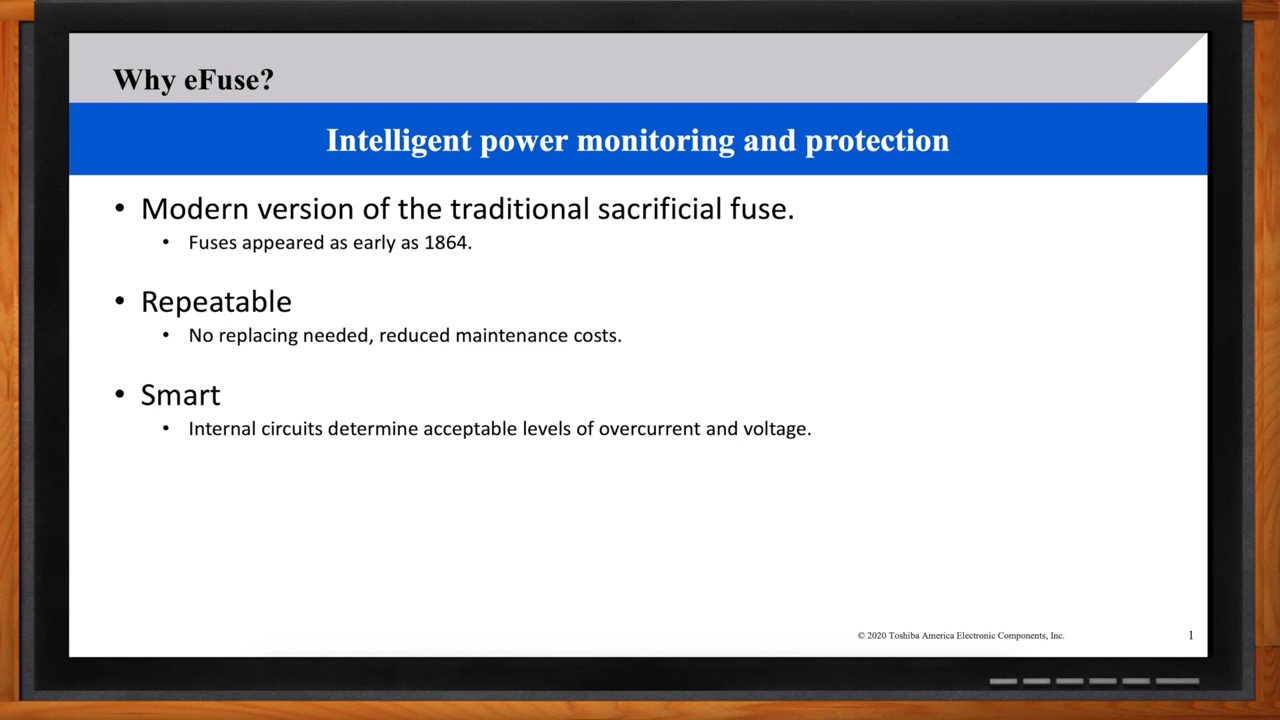 Why eFuse?
Intelligent power monitoring and protection
• Modern version of the traditional sacrificial fuse.
• Fuses appeared as early as 1864.
• Repeatable
• No replacing needed, reduced maintenance costs.
• Smart
• Internal circuits determine acceptable levels of overcurrent and voltage.
© 2020 Toshiba America Electronic Components, Inc.
1